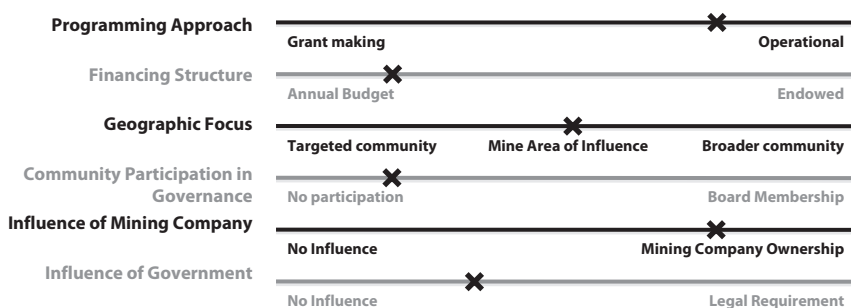 Programming Approach
Grant making Operational
Financing Structure
Annual Budget Endowed
Geographic Focus
Targeted community Mine Area of Influence Broader community
Community Participation in
Governance
No participation Board Membership
Influence of Mining Company
No Influence Mining Company Ownership
Influence of Government
No Influence Legal Requirement